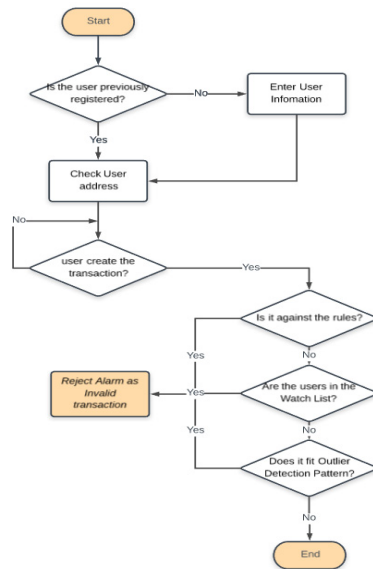 Start
Is the user previously
registered?
No
Enter User
Infomation
Yes
Check User
address
No
user create the
transaction?
Yes
Is it against the rules?
Yes
No
Reject Alarm as
Invalid
transaction
Yes
Are the users in the
Watch List?
Yes
No
Does it fit Outlier
Detection Pattern?
No
End